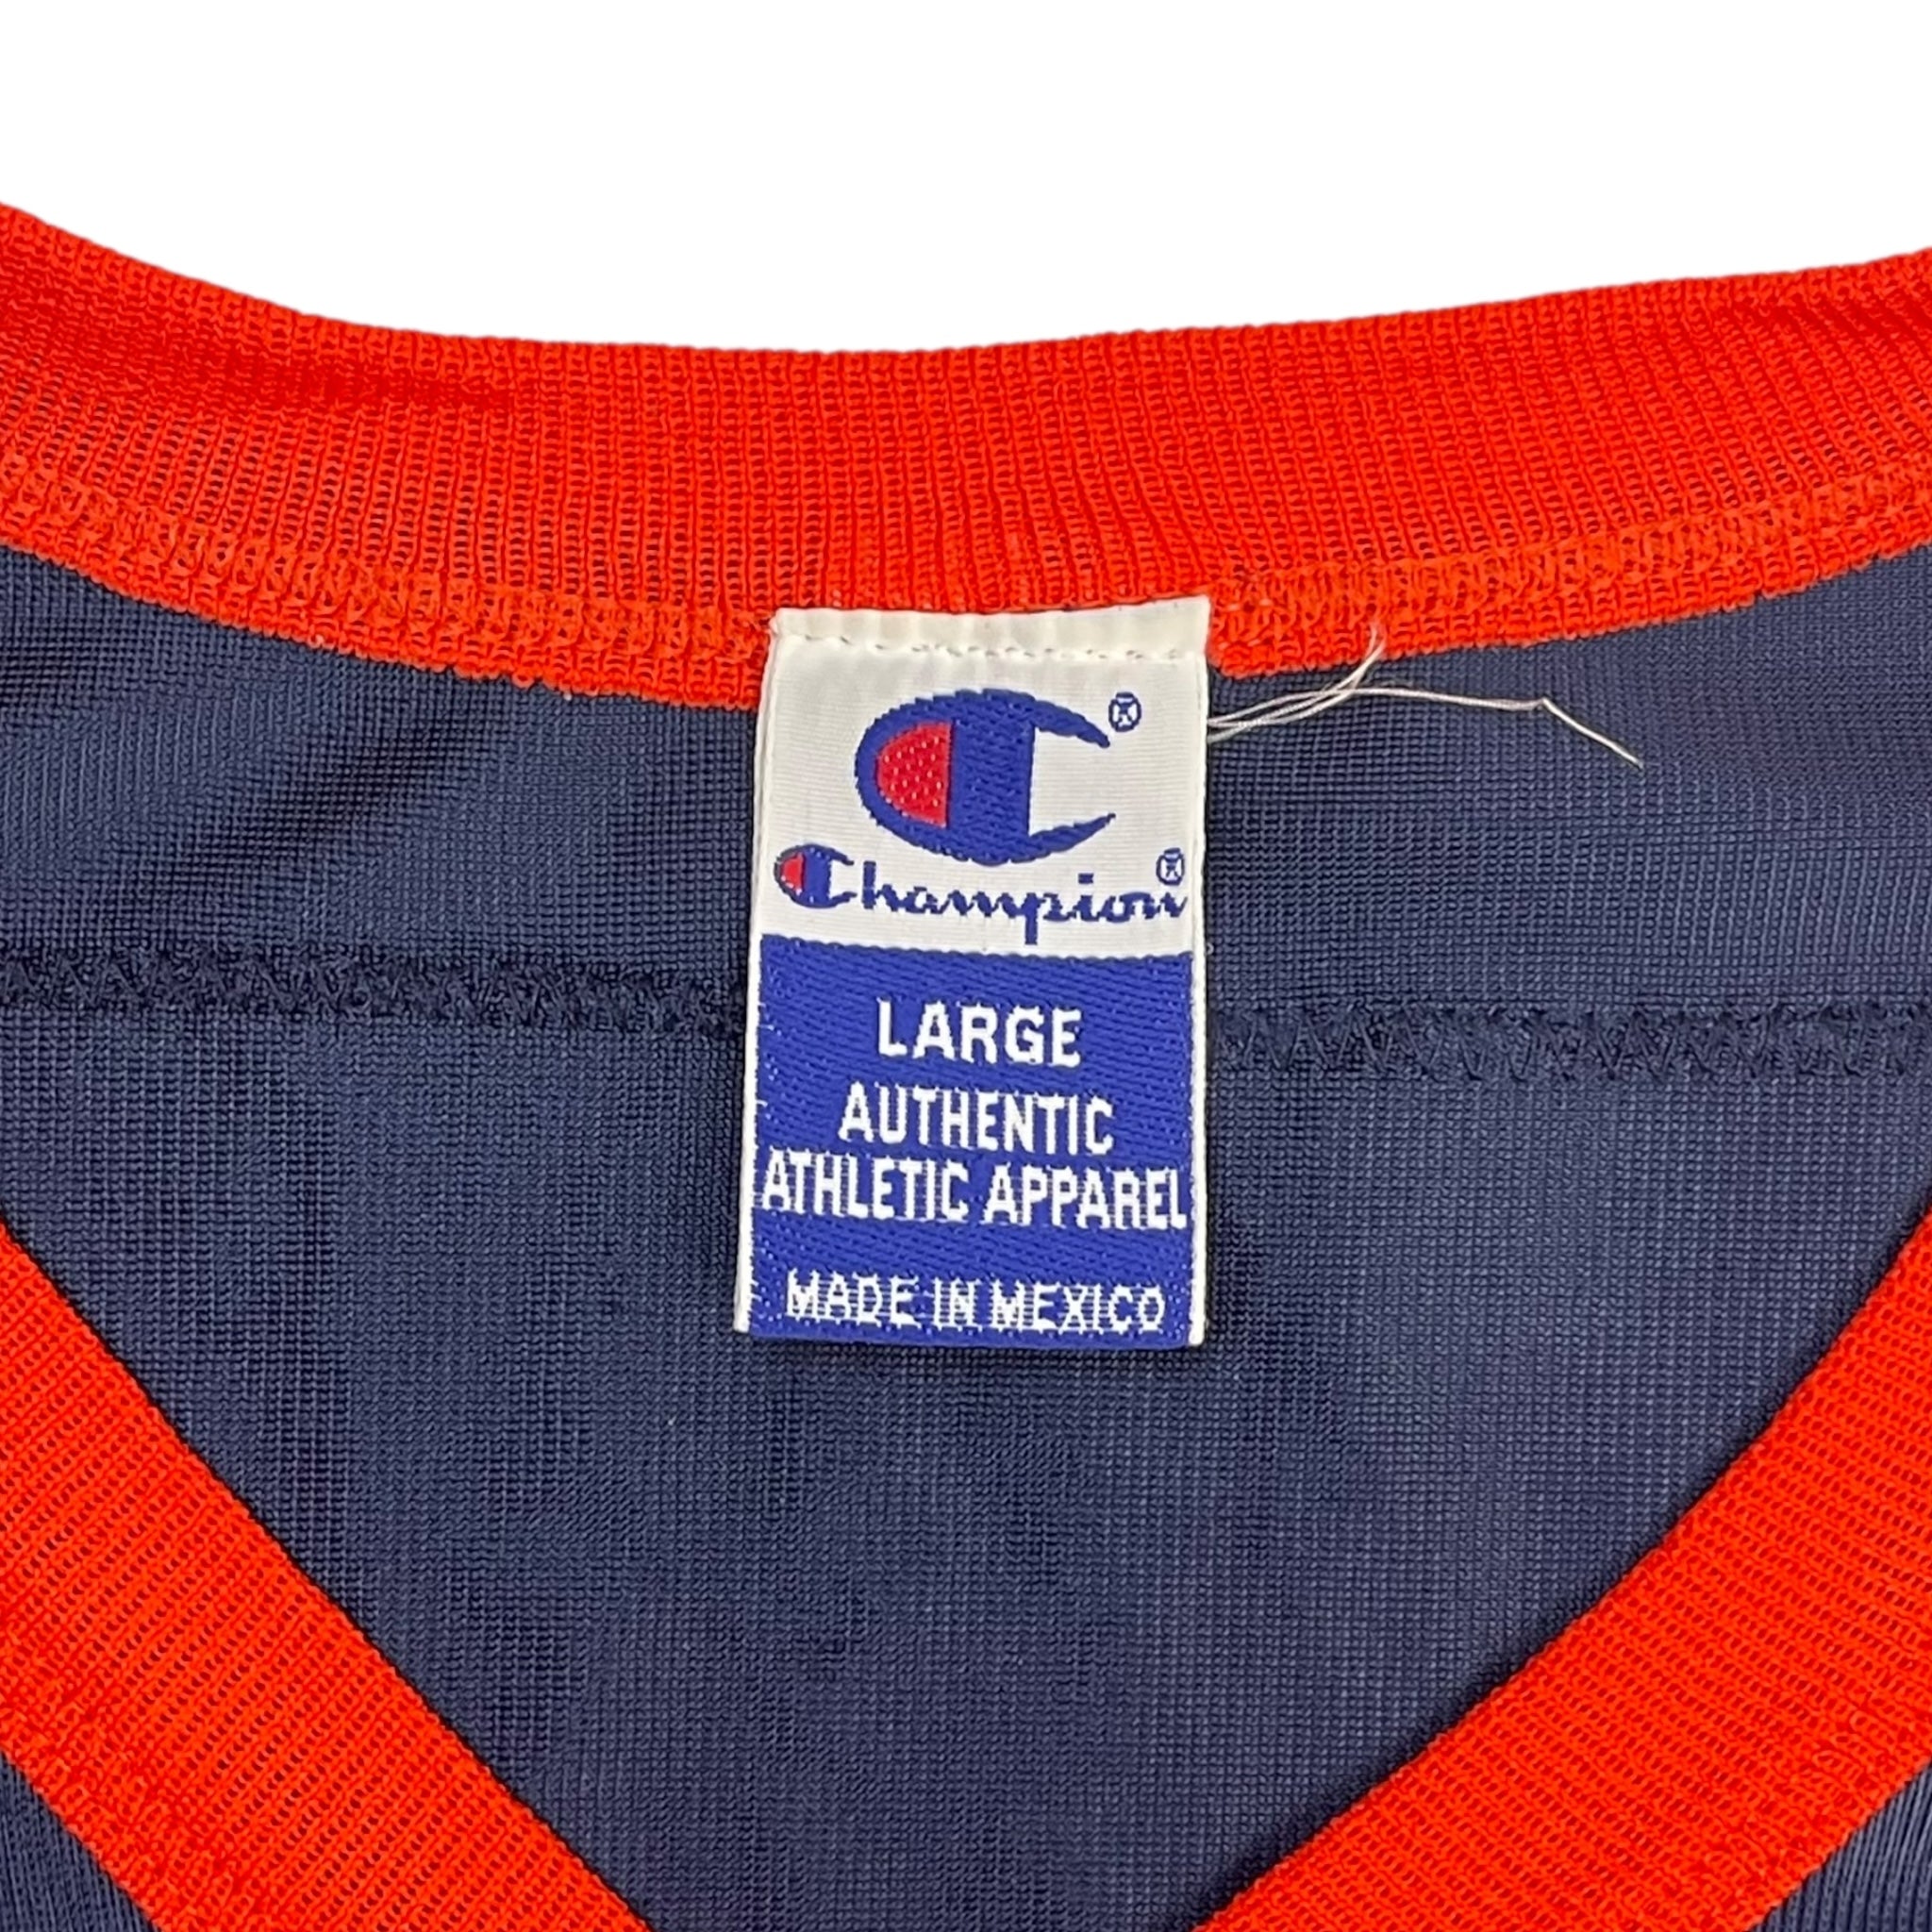 ®
Champion®
LARGE
AUTHENTIC
ATHLETIC APPAREL
MADE IN MEXICO